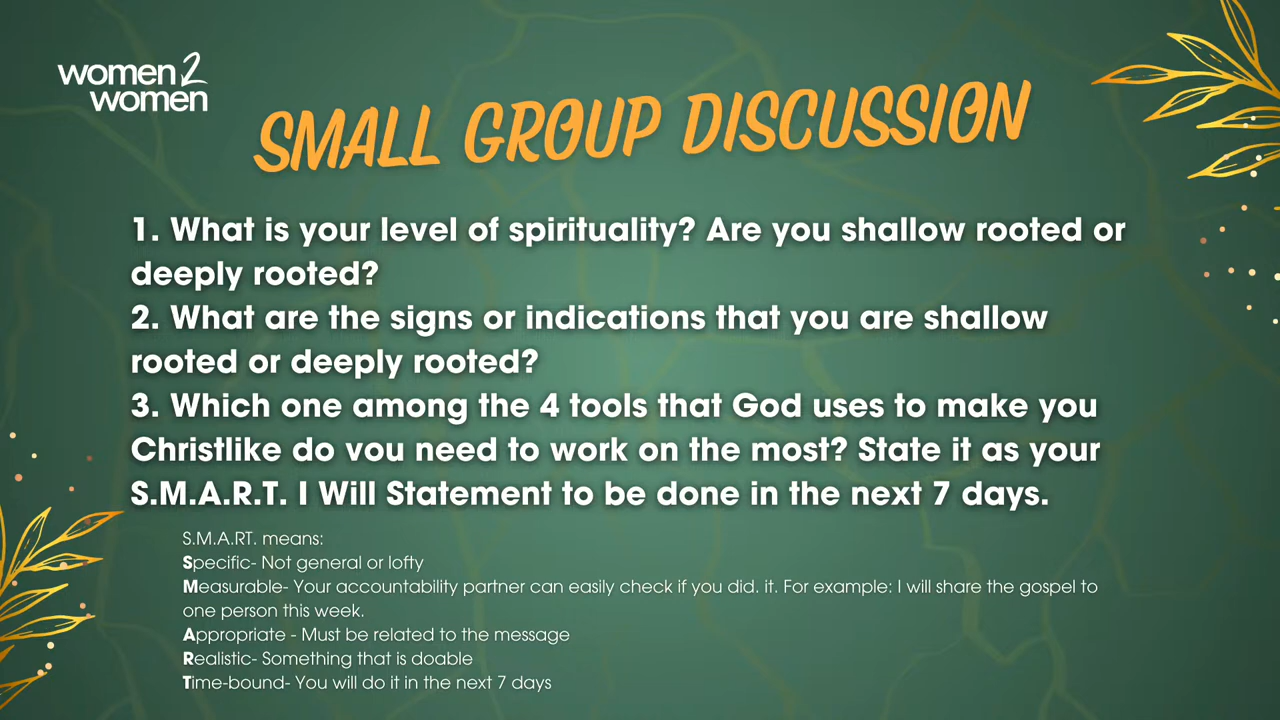 women2
women
SMALL GROUP DISCUSSION
1. What is your level of spirituality? Are you shallow rooted or
deeply rooted?
2. What are the signs or indications that you are shallow
rooted or deeply rooted?
3. Which one among the 4 tools that God uses to make you
Christlike do vou need to work on the most? State it as your
S.M.A.R.T. I Will Statement to be done in the next 7 days.
S.M.A.RT. means:
Specific- Not general or lofty
Measurable- Your accountability partner can easily check if you did. it. For example: I will share the gospel to
one person this week.
Appropriate - Must be related to the message
Realistic- Something that is doable
Time-bound- You will do it in the next 7 days